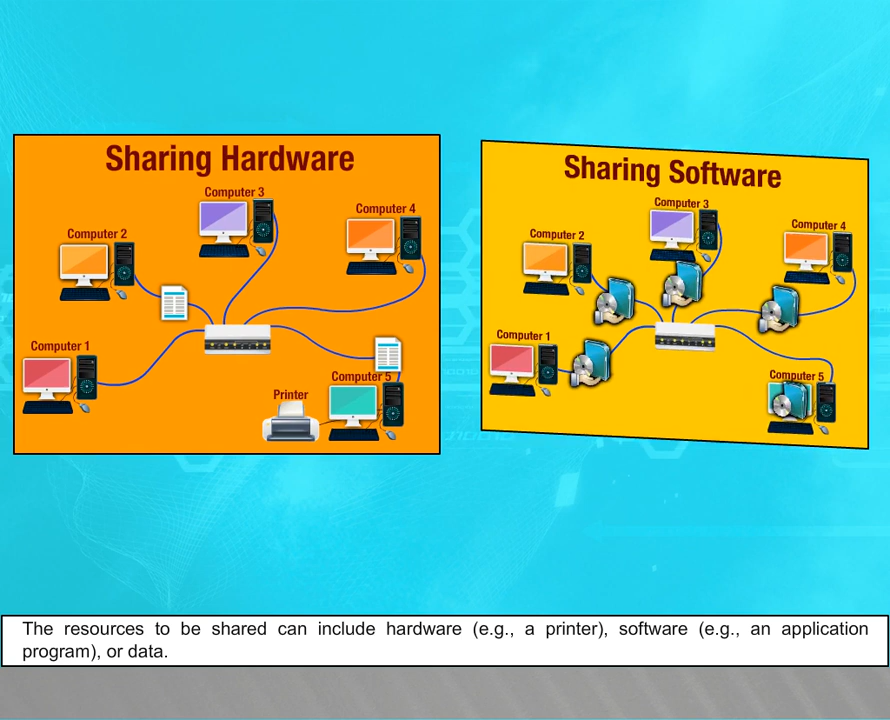 Sharing Hardware
Computer 3
Computer 4
Computer 2
Computer 1
Computer 5
Printer
Sharing Software
Computer 3
Computer 4
Computer 2
Computer 1
Computer 5
The resources to be shared can include hardware (e.g., a printer), software (e.g., an application
program), or data.